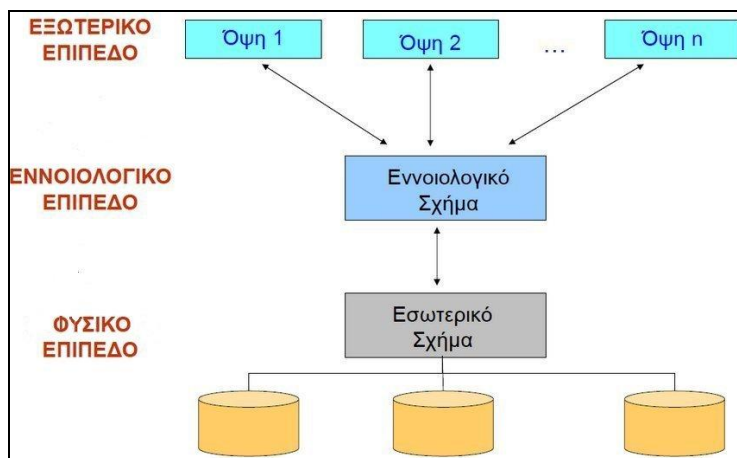 ΕΞΩΤΕΡΙΚΟ
ΕΠΙΠΕΔΟ
Όψη 1
Όψη 2
...
Όψη n
ΕΝΝΟΙΟΛΟΓΙΚΟ
ΕΠΙΠΕΔΟ
Εννοιολογικό
Σχήμα
ΦΥΣΙΚΟ
ΕΠΙΠΕΔΟ
Εσωτερικό
Σχήμα